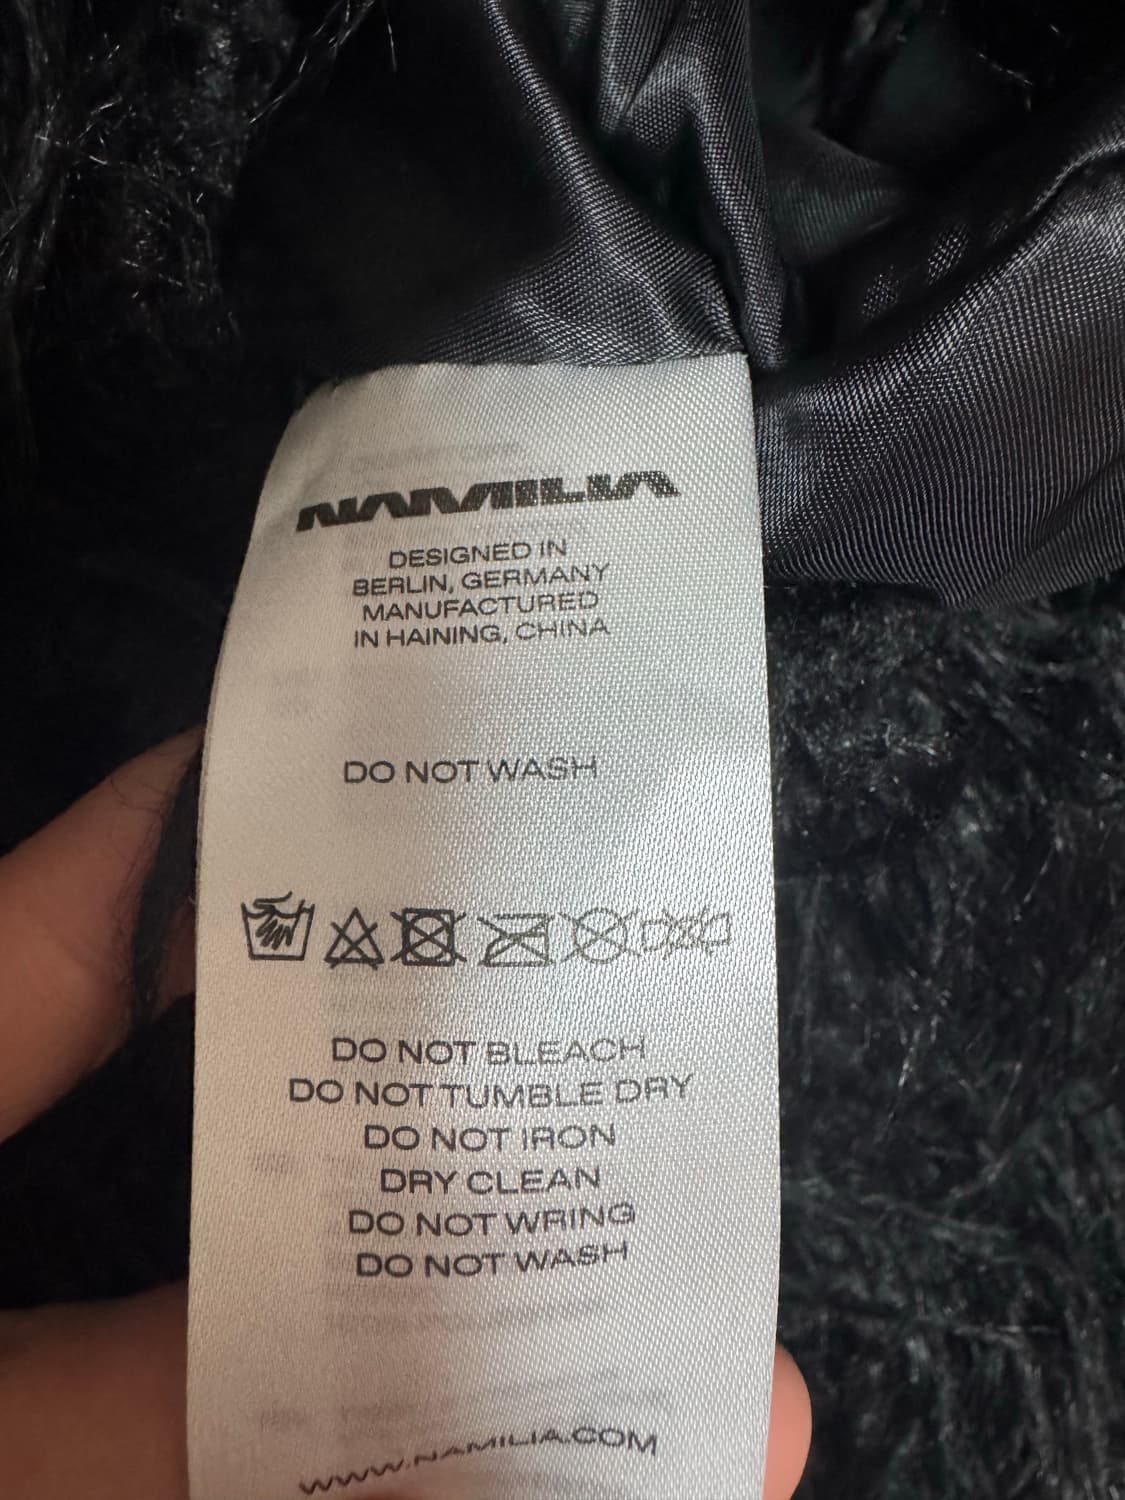 NAMILIA
DESIGNED IN
BERLIN, GERMANY
MANUFACTURED
IN HAINING, CHINA
DO NOT WASH
DO NOT BLEACH
DO NOT TUMBLE DRY
DO NOT IRON
DRY CLEAN
DO NOT WRING
DO NOT WASH
WWW.NAMILIA.COM